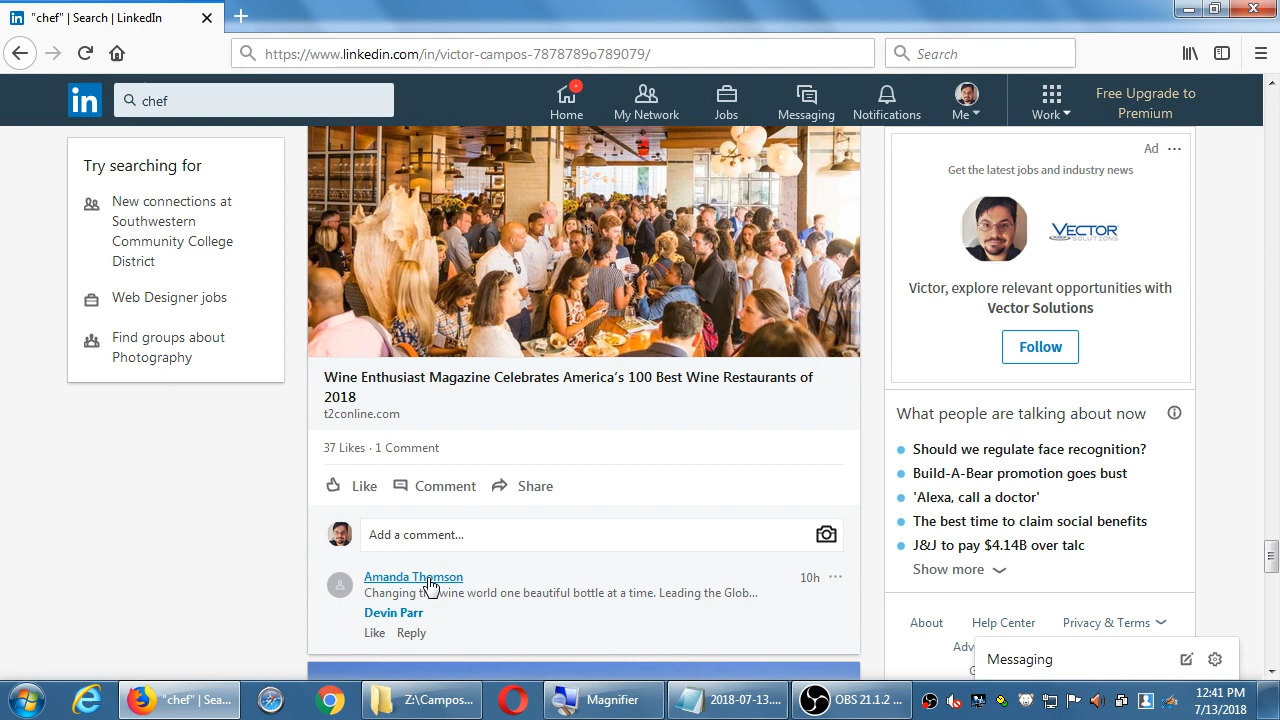 "chef" | Search | LinkedIn
https://www.linkedin.com/in/victor-campos-7878789o789079/
Search
in
chef
Home
My Network
Jobs
Messaging
Notifications
Me
Work
Free Upgrade to
Premium
Try searching for
New connections at
Southwestern
Community College
District
Web Designer jobs
Find groups about
Photography
Wine Enthusiast Magazine Celebrates America's 100 Best Wine Restaurants of
2018
t2conline.com
37 Likes · 1 Comment
Like
Comment
Share
Add a comment...
Amanda Thomson
10h
Changing the wine world one beautiful bottle at a time. Leading the Glob...
Devin Parr
Like
Reply
Ad
Get the latest jobs and industry news
VECTOR
SOLUTIONS
Victor, explore relevant opportunities with
Vector Solutions
Follow
What people are talking about now
Should we regulate face recognition?
Build-A-Bear promotion goes bust
'Alexa, call a doctor'
The best time to claim social benefits
J&J to pay $4.14B over talc
Show more
About
Help Center
Privacy & Terms
Adv
Messaging
"chef" | Sea...
Z:\Campos...
Magnifier
2018-07-13....
OBS 21.1.2 ...
12:41 PM
7/13/2018